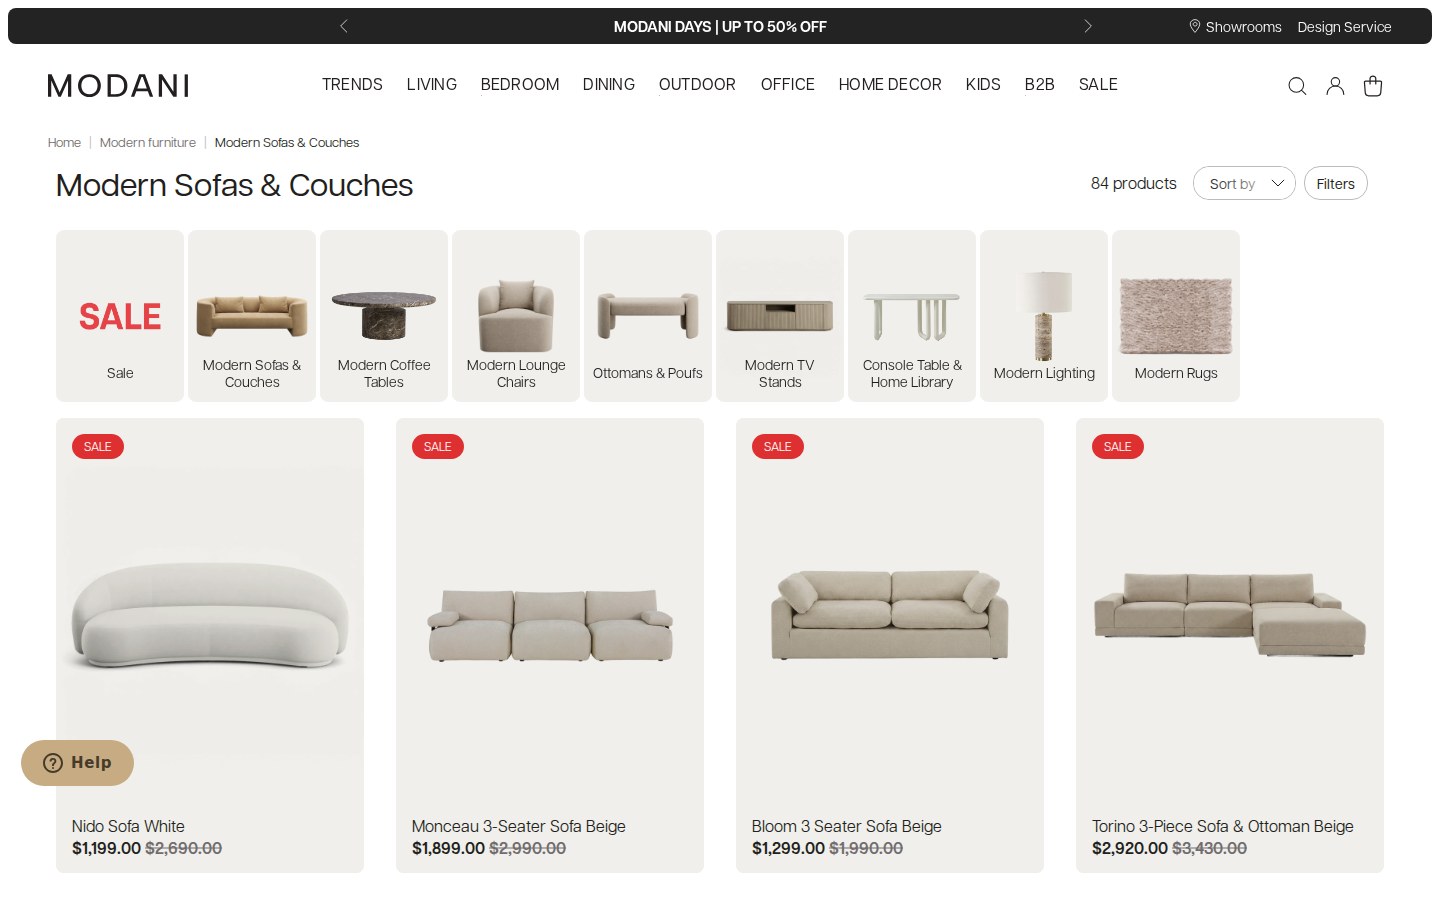 MODANI DAYS | UP TO 50% OFF
Showrooms
Design Service
MODANI
TRENDS
LIVING
BEDROOM
DINING
OUTDOOR
OFFICE
HOME DECOR
KIDS
B2B
SALE
Home
Modern furniture
Modern Sofas & Couches
Modern Sofas & Couches
84 products
Sort by
Filters
SALE
Sale
Modern Sofas &
Couches
Modern Coffee
Tables
Modern Lounge
Chairs
Ottomans & Poufs
Modern TV
Stands
Console Table &
Home Library
Modern Lighting
Modern Rugs
SALE
SALE
SALE
SALE
Help
Nido Sofa White
$1,199.00 $2,690.00
Monceau 3-Seater Sofa Beige
$1,899.00 $2,990.00
Bloom 3 Seater Sofa Beige
$1,299.00 $1,990.00
Torino 3-Piece Sofa & Ottoman Beige
$2,920.00 $3,430.00